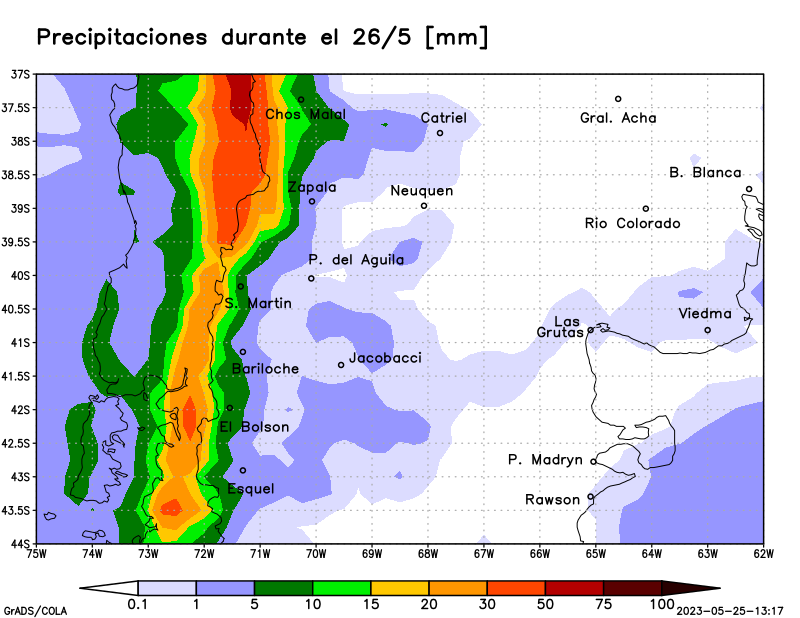 Precipitaciones durante el 26/5 [mm]
37S
37.5S
38S
38.5S
39S
39.5S
40S
40.5S
41S
41.5S
42S
42.5S
43S
43.5S
44S
Chos Malal
Catriel
Gral. Acha
B. Blanca
Zapala
Neuquen
Rio Colorado
P. del Aguila
S. Martin
Las
Grutas
Viedma
Bariloche
Jacobacci
El Bolson
P. Madryn
Esquel
Rawson
75W 74W 73W 72W 71W 70W 69W 68W 67W 66W 65W 64W 63W 62W
0.1 1 5 10 15 20 30 50 75 100
GrADS/COLA
2023-05-25-13:17